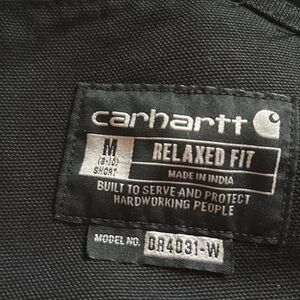 carhartt
M
(8-10)
SHORT
RELAXED FIT
MADE IN INDIA
BUILT TO SERVE AND PROTECT
HARDWORKING PEOPLE
MODEL NO. OR4031-W